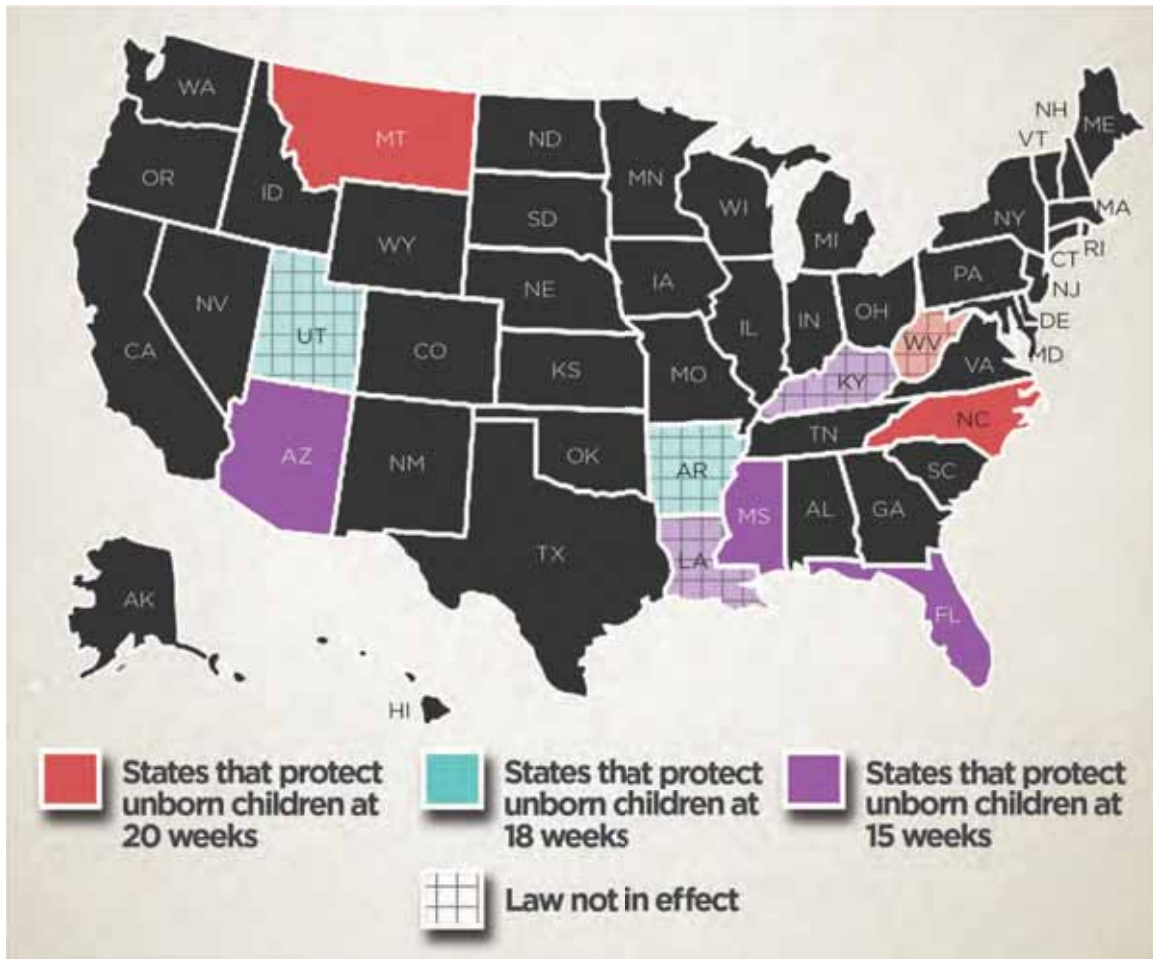 WA
MT
ND
MN
NH
VT
ME
OR
ID
SD
WI
MI
NY
MA
WY
RI
CT
NV
NE
IA
PA
NJ
UT
CO
IL
IN
OH
DE
CA
KS
MO
KY
WV
VA
MD
AZ
NM
OK
AR
TN
NC
SC
MS
AL
GA
TX
LA
FL
AK
HI
States that protect
unborn children at
20 weeks
States that protect
unborn children at
18 weeks
States that protect
unborn children at
15 weeks
Law not in effect